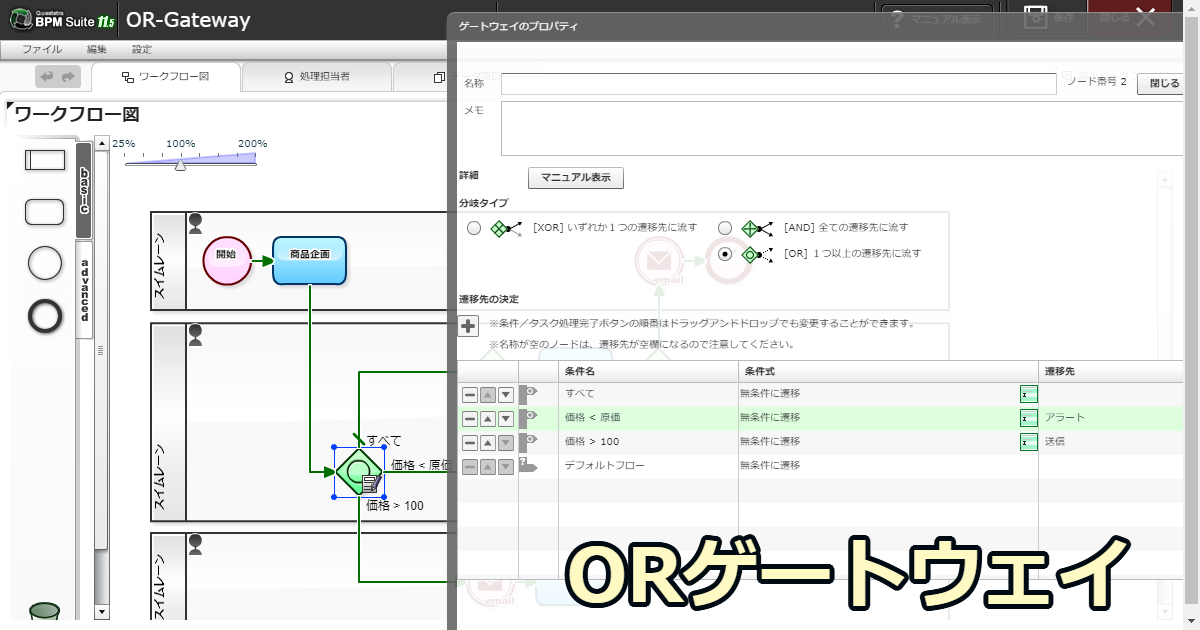 Questetra
BPM Suite 11.5
OR-Gateway
マニュアル表示
保存
閉じる
ファイル 編集 設定
ワークフロー図
処理担当者
ワークフロー図
25% 100% 200%
basic
advanced
スイムレーン
開始
商品企画
スイムレーン
すべて
価格 < 原価
価格 > 100
スイムレーン
ゲートウェイのプロパティ
名称
ノード番号 2
閉じる
メモ
詳細
マニュアル表示
分岐タイプ
[XOR] いずれか１つの遷移先に流す
[AND] 全ての遷移先に流す
[OR] １つ以上の遷移先に流す
email
遷移先の決定
※条件／タスク処理完了ボタンの順番はドラッグアンドドロップでも変更することができます。
※名称が空のノードは、遷移先が空欄になるので注意してください。
条件名 条件式 遷移先
すべて 無条件に遷移
価格 < 原価 無条件に遷移 アラート
価格 > 100 無条件に遷移 送信
デフォルトフロー 無条件に遷移
email
ORゲートウェイ